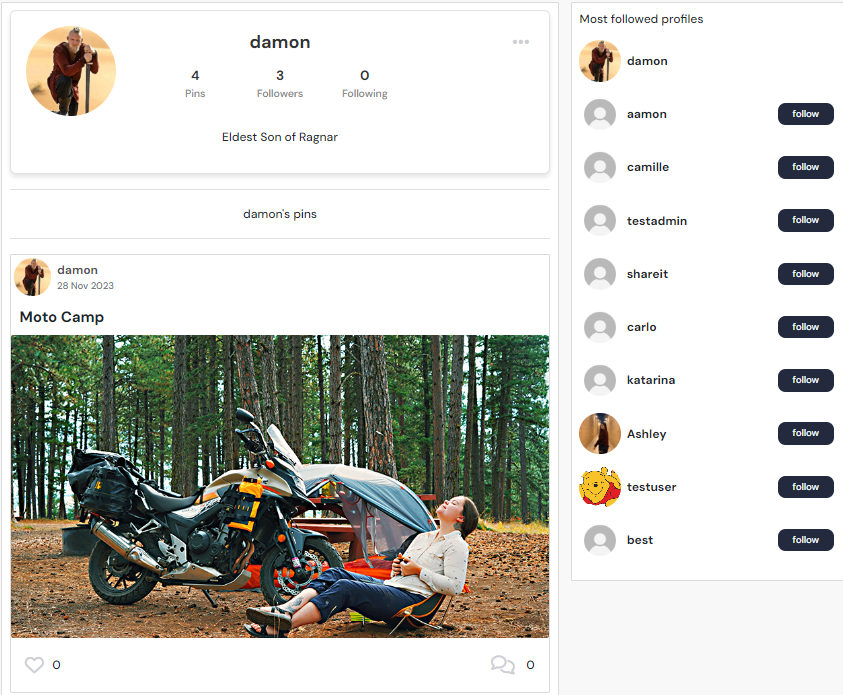 damon
4 3 0
Pins Followers Following
Eldest Son of Ragnar
damon's pins
damon
28 Nov 2023
Moto Camp
0 0
Most followed profiles
damon
aamon follow
camille follow
testadmin follow
shareit follow
carlo follow
katarina follow
Ashley follow
testuser follow
best follow